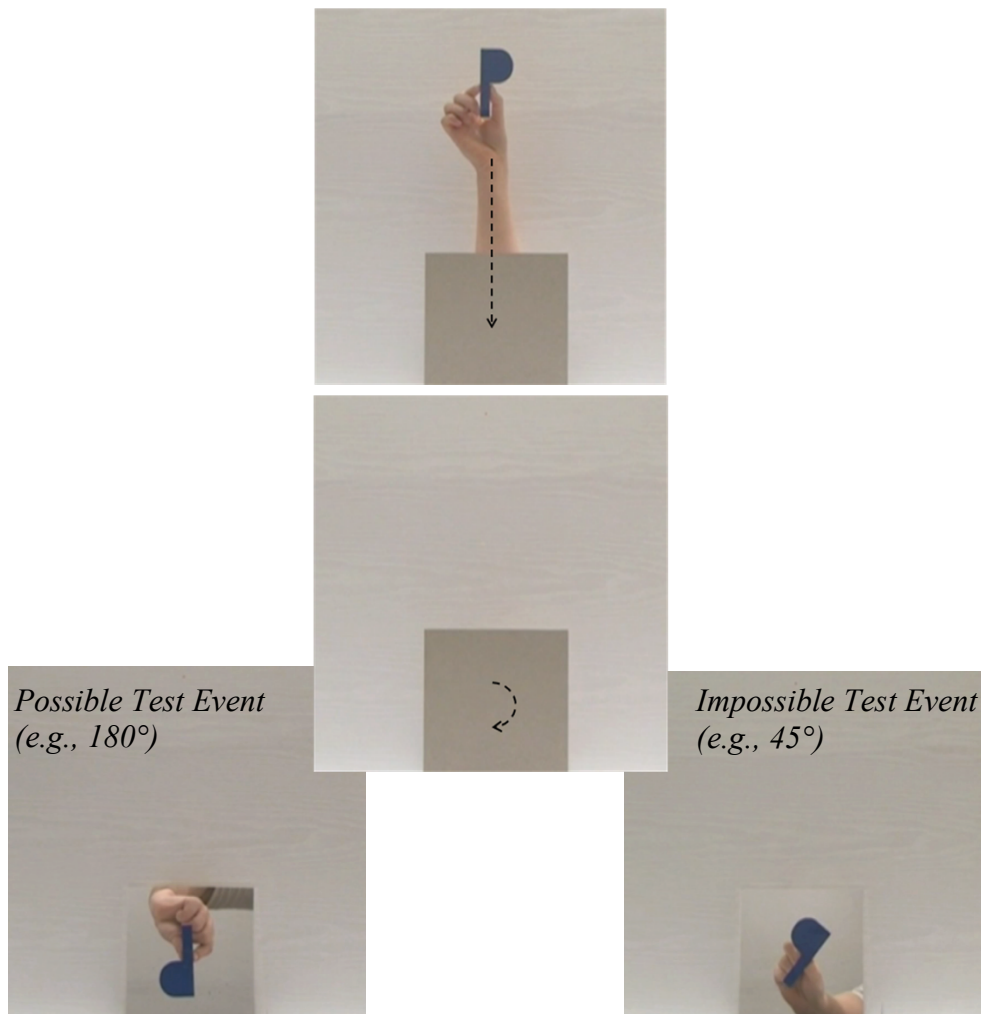 Possible Test Event
(e.g., 180°)
Impossible Test Event
(e.g., 45°)